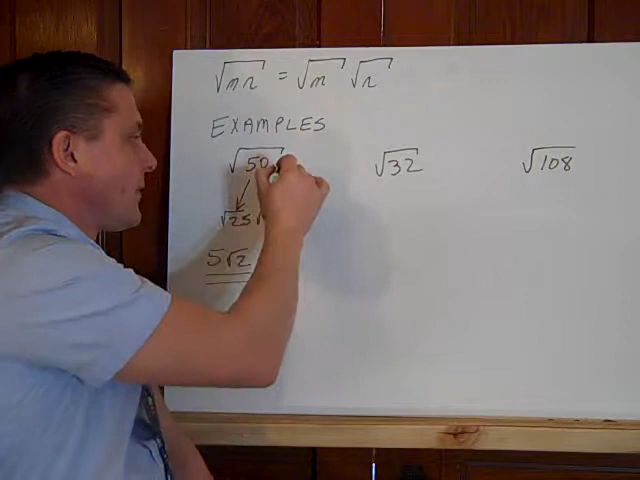 √mn = √m √n
EXAMPLES
√50 √32 √108
√25 √
5√2